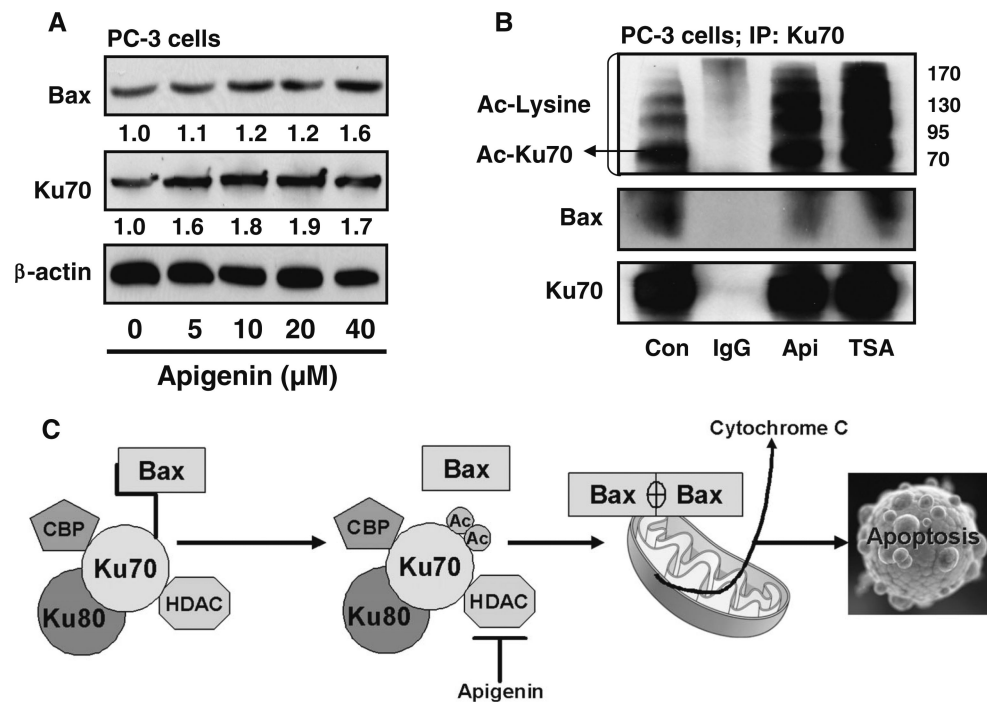 A
PC-3 cells
Bax
1.0 1.1 1.2 1.2 1.6
Ku70
1.0 1.6 1.8 1.9 1.7
β-actin
0 5 10 20 40
Apigenin (µM)
B
PC-3 cells; IP: Ku70
Ac-Lysine
Ac-Ku70
170
130
95
70
Bax
Ku70
Con IgG Api TSA
C
Bax
CBP
Ku70
Ku80
HDAC
Bax
CBP
Ac
Ac
Ku70
Ku80
HDAC
Apigenin
Cytochrome C
Bax Bax
Apoptosis